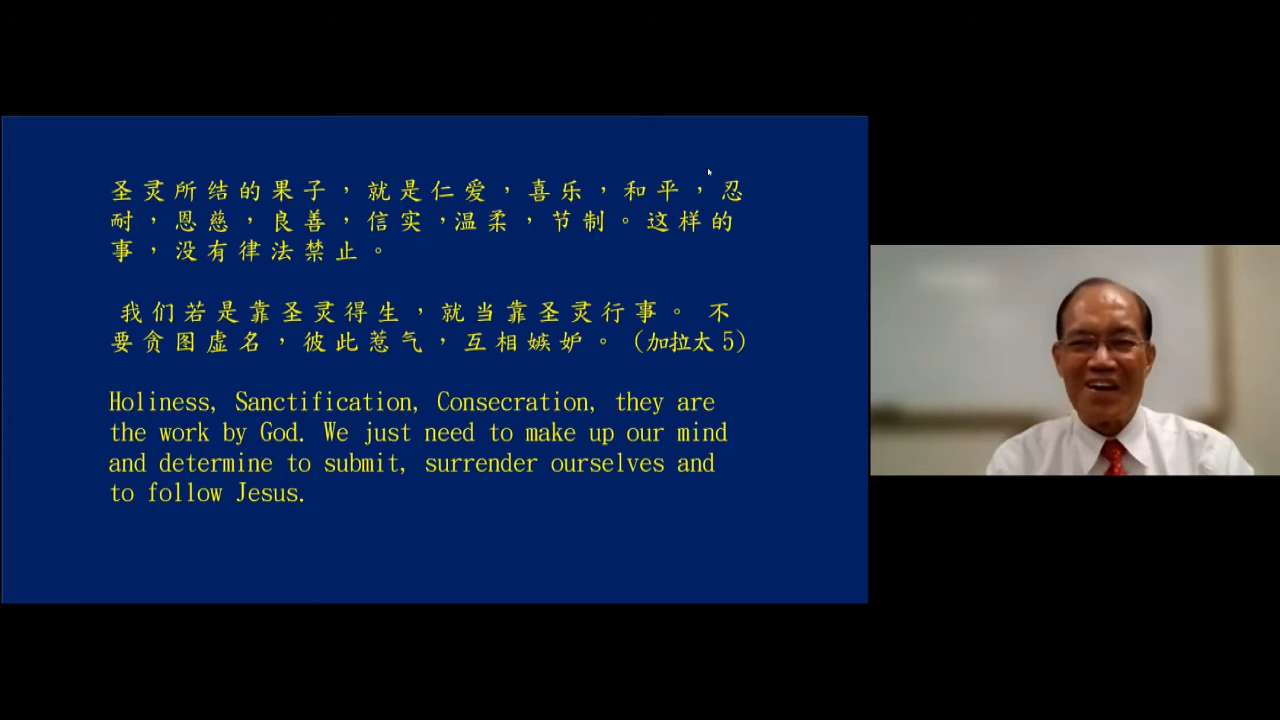 圣灵所结的果子，就是仁爱，喜乐，和平，忍
耐，恩慈，良善，信实,温柔，节制。这样的
事，没有律法禁止。
我们若是靠圣灵得生，就当靠圣灵行事。 不
要贪图虚名，彼此惹气，互相嫉妒。(加拉太 5)
Holiness, Sanctification, Consecration, they are
the work by God. We just need to make up our mind
and determine to submit, surrender ourselves and
to follow Jesus.